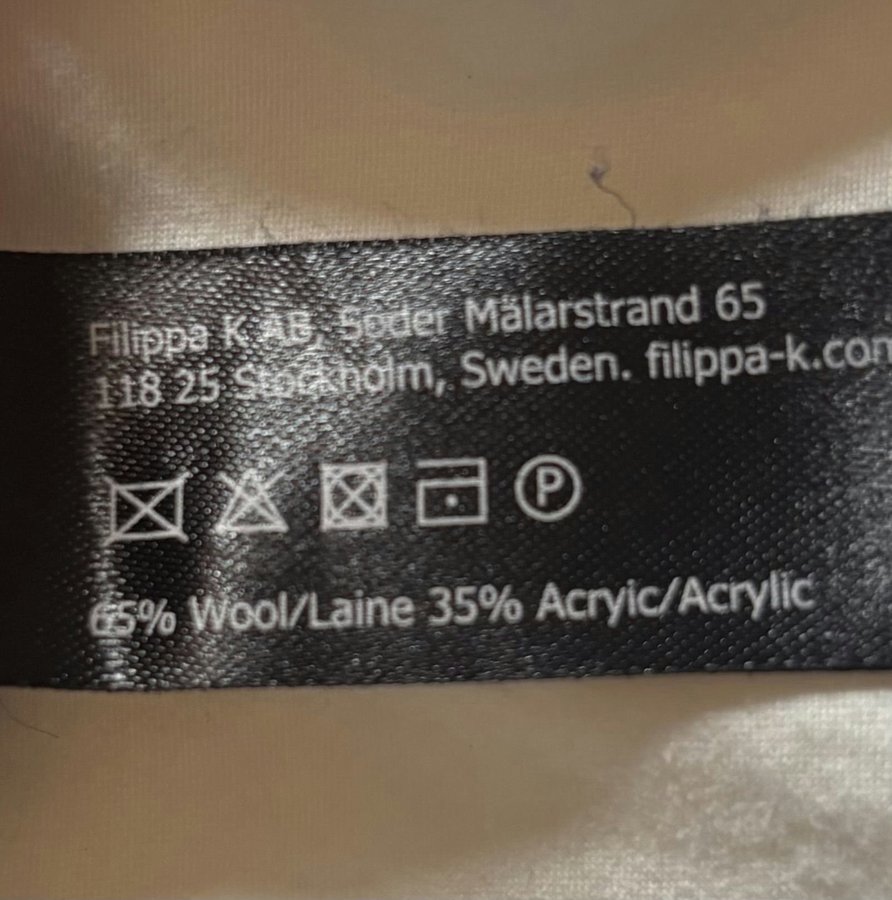 Filippa K AB, Söder Mälarstrand 65
118 25 Stockholm, Sweden. filippa-k.com
P
65% Wool/Laine 35% Acryic/Acrylic